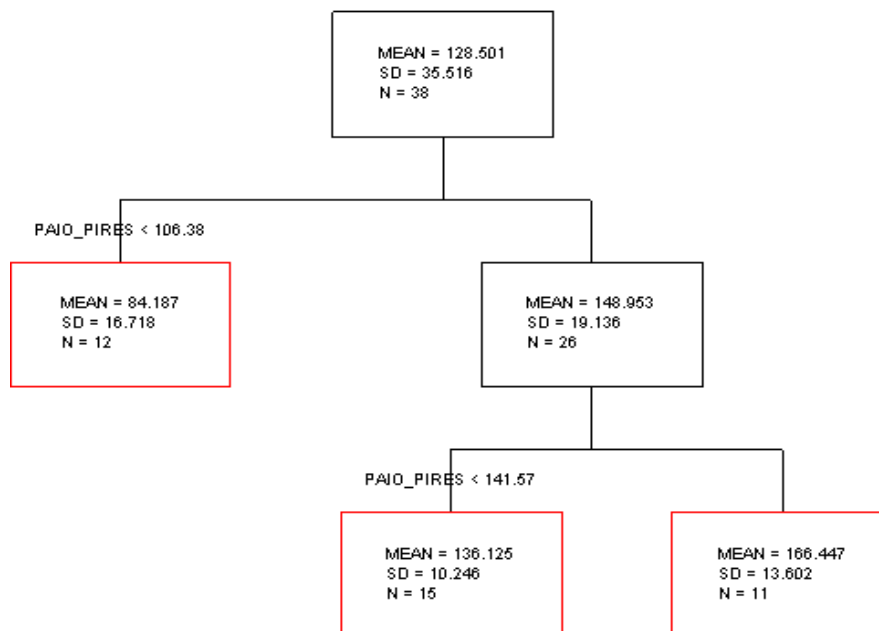 MEAN = 128.501
SD = 35.516
N = 38
PAIO_PIRES < 106.38
MEAN = 84.187
SD = 16.718
N = 12
MEAN = 148.953
SD = 19.136
N = 26
PAIO_PIRES < 141.57
MEAN = 136.125
SD = 10.246
N = 15
MEAN = 166.447
SD = 13.602
N = 11